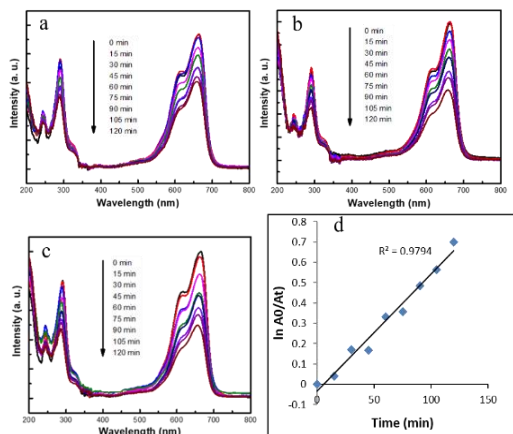 a
Intensity (a. u.)
0 min
15 min
30 min
45 min
60 min
75 min
90 min
105 min
120 min
200 300 400 500 600 700 800
Wavelength (nm)
b
Intensity (a. u.)
0 min
15 min
30 min
45 min
60 min
75 min
90 min
105 min
120 min
200 300 400 500 600 700 800
Wavelength (nm)
c
Intensity (a. u.)
0 min
15 min
30 min
45 min
60 min
75 min
90 min
105 min
120 min
200 300 400 500 600 700 800
Wavelength (nm)
d
ln A0/At
0.8
0.7
0.6
0.5
0.4
0.3
0.2
0.1
0
-0.1
R² = 0.9794
0 50 100 150
Time (min)